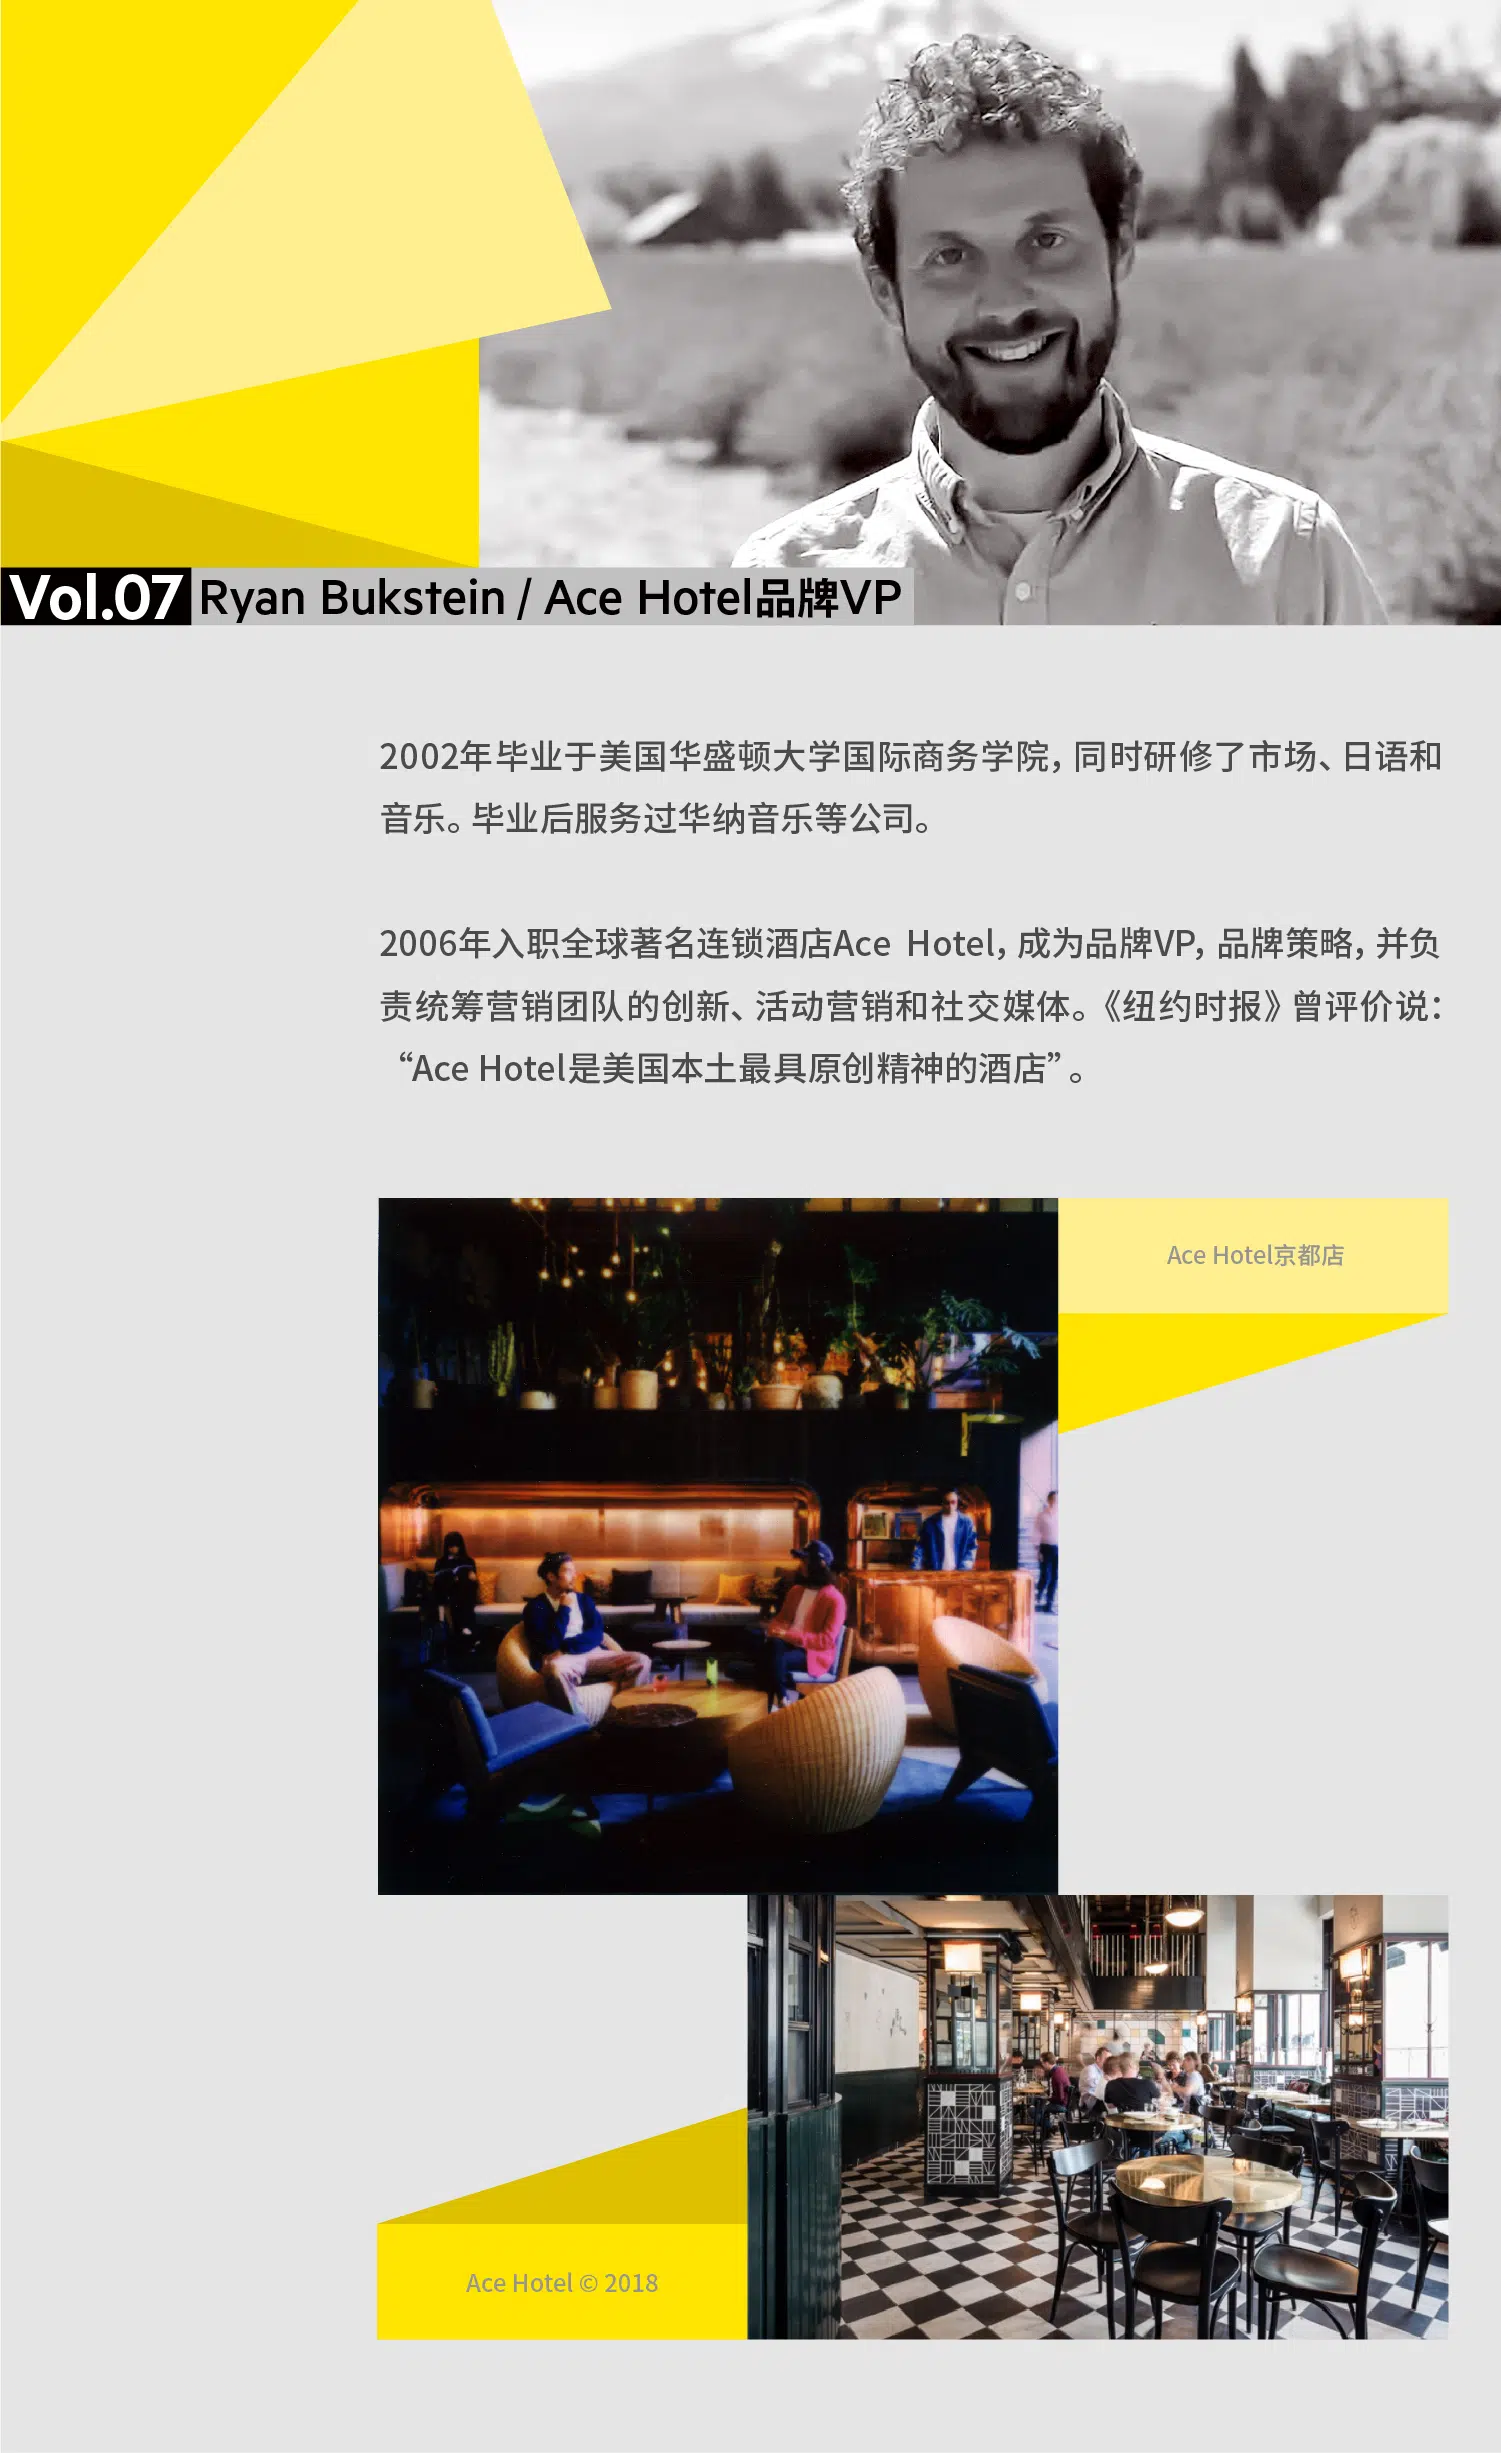 Vol.07 Ryan Bukstein / Ace Hotel品牌VP
2002年毕业于美国华盛顿大学国际商务学院，同时研修了市场、日语和
音乐。毕业后服务过华纳音乐等公司。
2006年入职全球著名连锁酒店Ace Hotel，成为品牌VP，品牌策略，并负
责统筹营销团队的创新、活动营销和社交媒体。《纽约时报》曾评价说：
“Ace Hotel是美国本土最具原创精神的酒店”。
Ace Hotel京都店
Ace Hotel © 2018